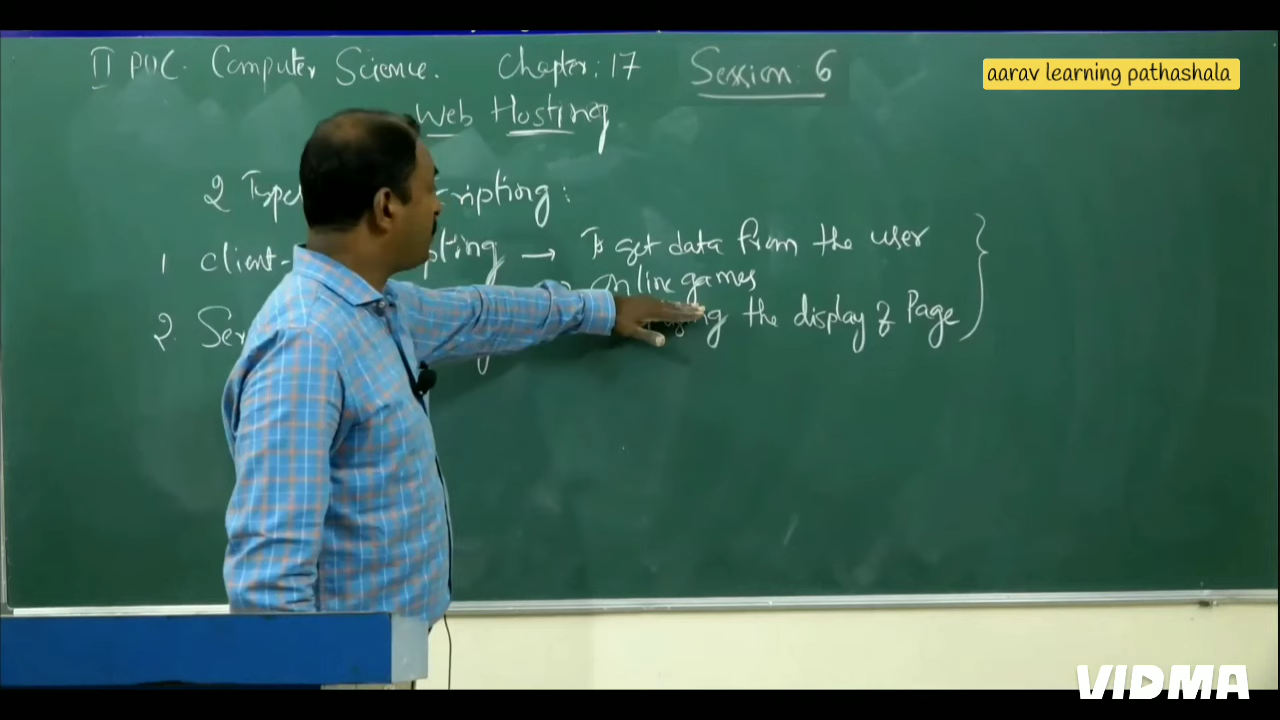 II PUC. Computer Science. Chapter: 17 Session: 6
aarav learning pathashala
Web Hosting
2 Type ripting:
1 client- pting → To get data from the user
online games
2. Ser the display of Page
VIDMA